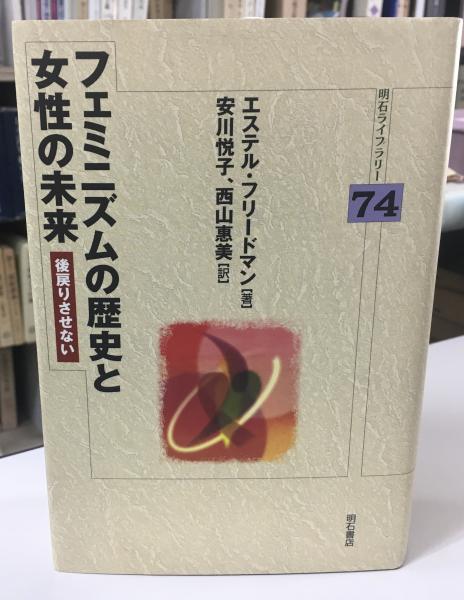 明石ライブラリー
74
エステル・フリードマン[著]
安川悦子、西山惠美[訳]
フェミニズムの歴史と
女性の未来
後戻りさせない
明石書店